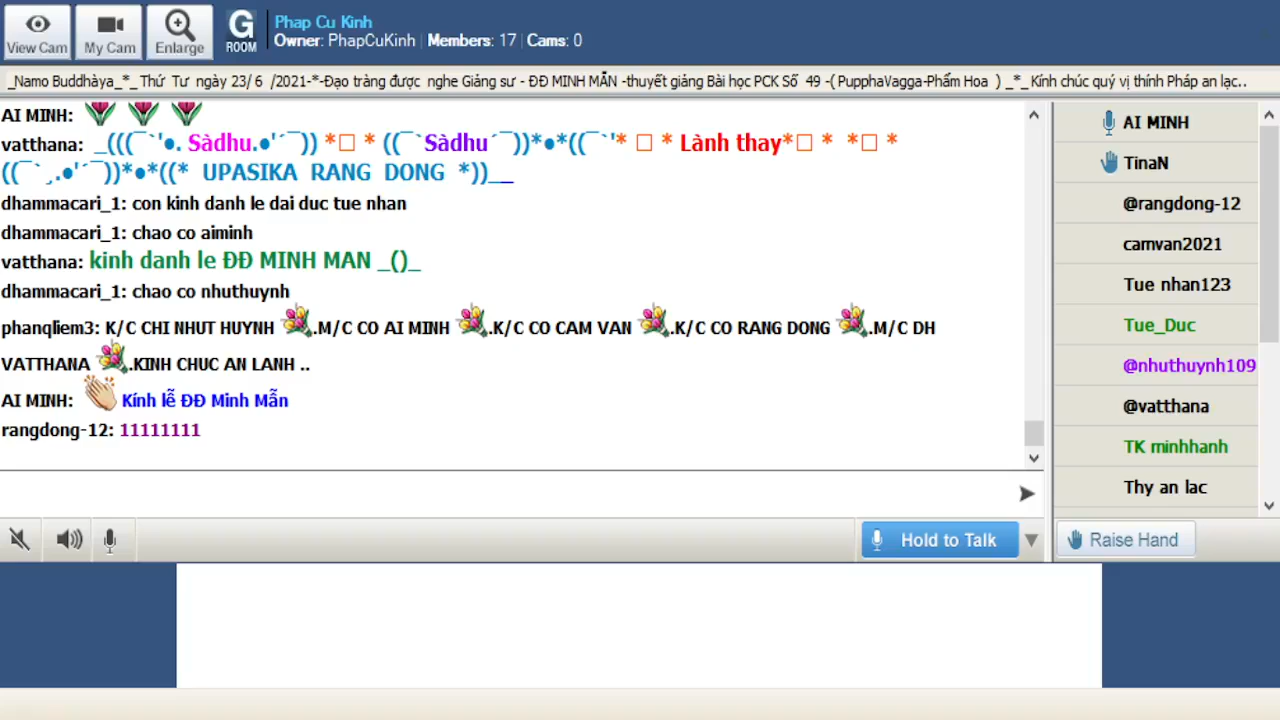 View Cam
My Cam
Enlarge
G
ROOM
Phap Cu Kinh
Owner: PhapCuKinh | Members: 17 | Cams: 0
_Namo Buddhàya_*_Thứ Tư ngày 23/ 6 /2021-*-Đạo tràng được nghe Giảng sư - ĐĐ MINH MẪN -thuyết giảng Bài học PCK Số 49 -( PupphaVagga-Phẩm Hoa ) _*_ Kính chúc quý vị thính Pháp an lạc..
AI MINH:
vatthana: _(((¯`'•. Sàdhu.•'´¯)) *□ * ((¯`Sàdhu´¯))*•*((¯`'* □ * Lành thay*□ * *□ *
((¯`¸.•'´¯))*•*((* UPASIKA RANG DONG *))__
dhammacari_1: con kinh danh le dai duc tue nhan
dhammacari_1: chao co aiminh
vatthana: kinh danh le ĐĐ MINH MAN _()_
dhammacari_1: chao co nhuthuynh
phanqliem3: K/C CHI NHUT HUYNH .M/C CO AI MINH .K/C CO CAM VAN .K/C CO RANG DONG .M/C DH
VATTHANA .KINH CHUC AN LANH ..
AI MINH: Kính lễ ĐĐ Minh Mẫn
rangdong-12: 11111111
AI MINH
TinaN
@rangdong-12
camvan2021
Tue nhan123
Tue_Duc
@nhuthuynh109
@vatthana
TK minhhanh
Thy an lac
Hold to Talk
Raise Hand